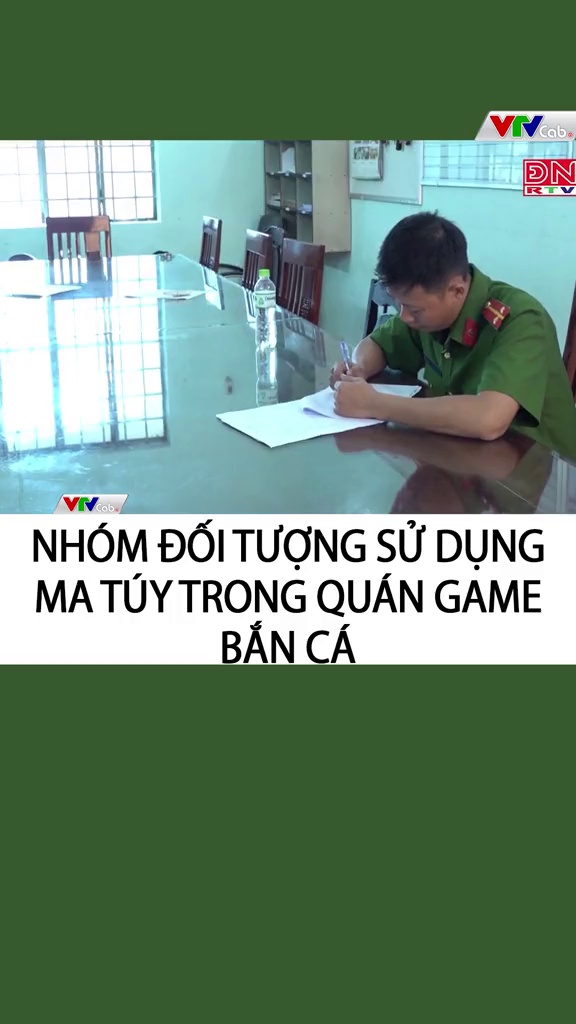 VTVCab
ĐN
RTV
VTVCab
NHÓM ĐỐI TƯỢNG SỬ DỤNG
MA TÚY TRONG QUÁN GAME
BẮN CÁ